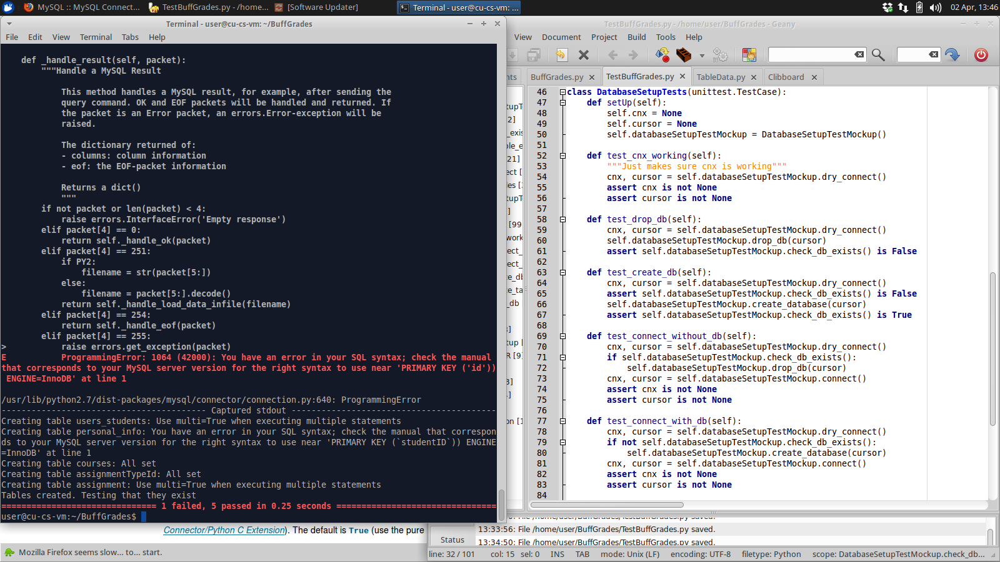 MySQL :: MySQL Connect...
TestBuffGrades.py - /home...
[Software Updater]
Terminal - user@cu-cs-vm: ...
02 Apr, 13:46
Terminal - user@cu-cs-vm: ~/BuffGrades
File Edit View Terminal Tabs Help
def _handle_result(self, packet):
"""Handle a MySQL Result
This method handles a MySQL result, for example, after sending the
query command. OK and EOF packets will be handled and returned. If
the packet is an Error packet, an errors.Error-exception will be
raised.
The dictionary returned of:
- columns: column information
- eof: the EOF-packet information
Returns a dict()
"""
if not packet or len(packet) < 4:
raise errors.InterfaceError('Empty response')
elif packet[4] == 0:
return self._handle_ok(packet)
elif packet[4] == 251:
if PY2:
filename = str(packet[5:])
else:
filename = packet[5:].decode()
return self._handle_load_data_infile(filename)
elif packet[4] == 254:
return self._handle_eof(packet)
elif packet[4] == 255:
> raise errors.get_exception(packet)
E ProgrammingError: 1064 (42000): You have an error in your SQL syntax; check the manual
that corresponds to your MySQL server version for the right syntax to use near 'PRIMARY KEY ('id'))
ENGINE=InnoDB' at line 1
/usr/lib/python2.7/dist-packages/mysql/connector/connection.py:640: ProgrammingError
----------------------------------------- Captured stdout ------------------------------------------
Creating table users_students: Use multi=True when executing multiple statements
Creating table personal_info: You have an error in your SQL syntax; check the manual that correspon
ds to your MySQL server version for the right syntax to use near 'PRIMARY KEY (`studentID`)) ENGINE
=InnoDB' at line 1
Creating table courses: All set
Creating table assignmentTypeId: All set
Creating table assignment: Use multi=True when executing multiple statements
Tables created. Testing that they exist
=============================== 1 failed, 5 passed in 0.25 seconds ================================
user@cu-cs-vm:~/BuffGrades$
Connector/Python C Extension). The default is True (use the pure
Mozilla Firefox seems slow... to... start.
TestBuffGrades.py - /home/user/BuffGrades - Geany
View Document Project Build Tools Help
nts
BuffGrades.py
TestBuffGrades.py
TableData.py
Clibboard
tupT
2]
_exis
ble_e
21]
ect [
les [
tupT
]
[99
work
ect_
ect_
te_db
te_ta
_db
]
tup [
R [9]
3]
]
on [1
46 class DatabaseSetupTests(unittest.TestCase):
47 def setUp(self):
48 self.cnx = None
49 self.cursor = None
50 self.databaseSetupTestMockup = DatabaseSetupTestMockup()
51
52 def test_cnx_working(self):
53 """Just makes sure cnx is working"""
54 cnx, cursor = self.databaseSetupTestMockup.dry_connect()
55 assert cnx is not None
56 assert cursor is not None
57
58 def test_drop_db(self):
59 cnx, cursor = self.databaseSetupTestMockup.dry_connect()
60 self.databaseSetupTestMockup.drop_db(cursor)
61 assert self.databaseSetupTestMockup.check_db_exists() is False
62
63 def test_create_db(self):
64 cnx, cursor = self.databaseSetupTestMockup.dry_connect()
65 assert self.databaseSetupTestMockup.check_db_exists() is False
66 self.databaseSetupTestMockup.create_database(cursor)
67 assert self.databaseSetupTestMockup.check_db_exists() is True
68
69 def test_connect_without_db(self):
70 cnx, cursor = self.databaseSetupTestMockup.dry_connect()
71 if self.databaseSetupTestMockup.check_db_exists():
72 self.databaseSetupTestMockup.drop_db(cursor)
73 cnx, cursor = self.databaseSetupTestMockup.connect()
74 assert cnx is not None
75 assert cursor is not None
76
77 def test_connect_with_db(self):
78 cnx, cursor = self.databaseSetupTestMockup.dry_connect()
79 if not self.databaseSetupTestMockup.check_db_exists():
80 self.databaseSetupTestMockup.create_database(cursor)
81 cnx, cursor = self.databaseSetupTestMockup.connect()
82 assert cnx is not None
83 assert cursor is not None
84
Status
File /home/user/BuffGrades/TestBuffGrades.py saved.
13:33:56: File /home/user/BuffGrades/TestBuffGrades.py saved.
13:34:50: File /home/user/BuffGrades/TestBuffGrades.py saved.
line: 32 / 101 col: 15 sel: 0 INS TAB mode: Unix (LF) encoding: UTF-8 filetype: Python scope: DatabaseSetupTestMockup.check_db...